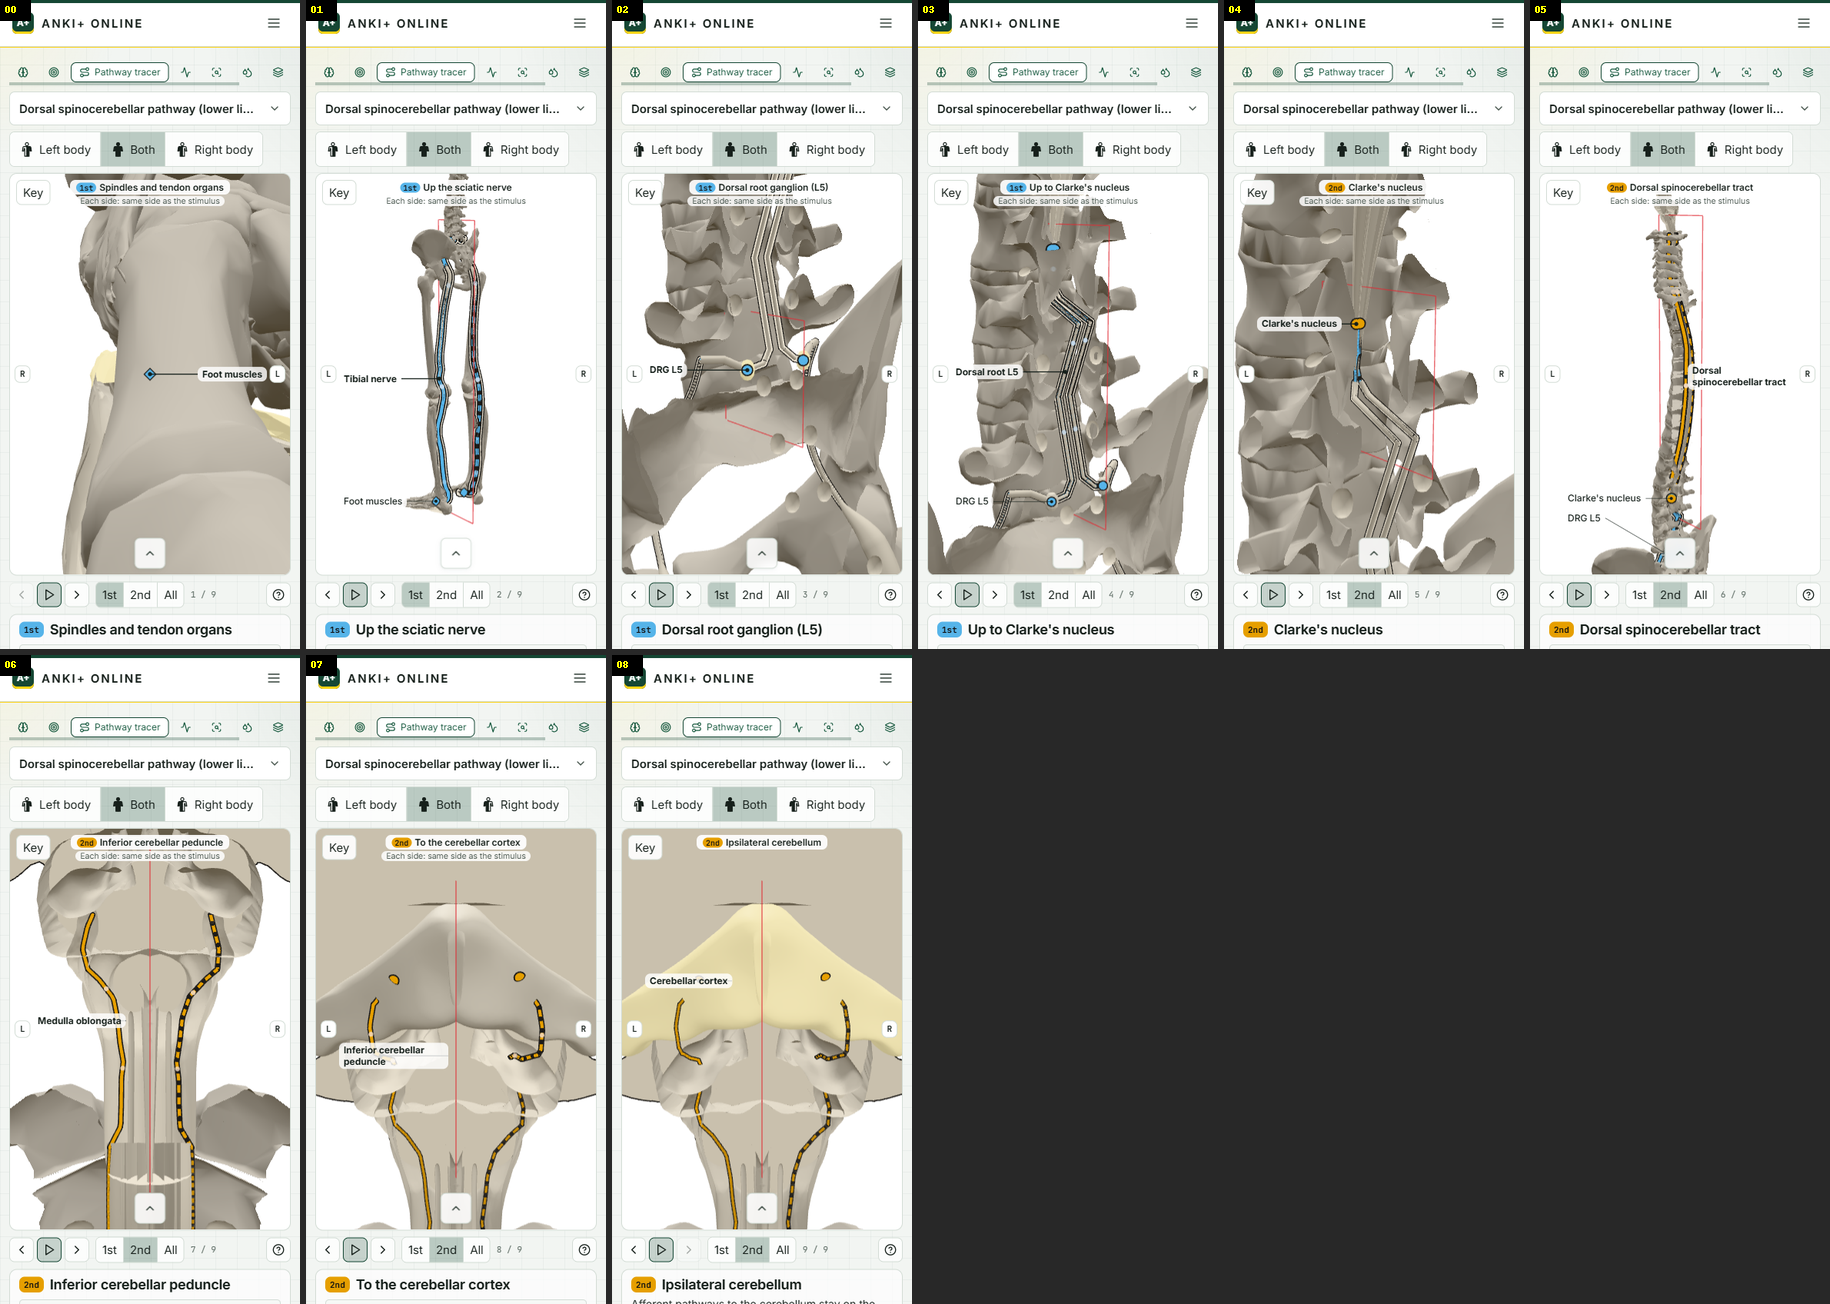 00
A+ ANKI+ ONLINE
Pathway tracer
Dorsal spinocerebellar pathway (lower li...
Left body Both Right body
Key
1st Spindles and tendon organs
Each side: same side as the stimulus
R Foot muscles L
1st 2nd All 1 / 9
1st Spindles and tendon organs
01
A+ ANKI+ ONLINE
Pathway tracer
Dorsal spinocerebellar pathway (lower li...
Left body Both Right body
Key
1st Up the sciatic nerve
Each side: same side as the stimulus
L R
Tibial nerve
Foot muscles
1st 2nd All 2 / 9
1st Up the sciatic nerve
02
A+ ANKI+ ONLINE
Pathway tracer
Dorsal spinocerebellar pathway (lower li...
Left body Both Right body
Key
1st Dorsal root ganglion (L5)
Each side: same side as the stimulus
DRG L5
L R
1st 2nd All 3 / 9
1st Dorsal root ganglion (L5)
03
A+ ANKI+ ONLINE
Pathway tracer
Dorsal spinocerebellar pathway (lower li...
Left body Both Right body
Key
1st Up to Clarke's nucleus
Each side: same side as the stimulus
L Dorsal root L5 R
DRG L5
1st 2nd All 4 / 9
1st Up to Clarke's nucleus
04
A+ ANKI+ ONLINE
Pathway tracer
Dorsal spinocerebellar pathway (lower li...
Left body Both Right body
Key
2nd Clarke's nucleus
Each side: same side as the stimulus
Clarke's nucleus
L R
1st 2nd All 5 / 9
2nd Clarke's nucleus
05
A+ ANKI+ ONLINE
Pathway tracer
Dorsal spinocerebellar pathway (lower li...
Left body Both Right body
Key
2nd Dorsal spinocerebellar tract
Each side: same side as the stimulus
L R
Dorsal
spinocerebellar tract
Clarke's nucleus
DRG L5
1st 2nd All 6 / 9
2nd Dorsal spinocerebellar tract
06
A+ ANKI+ ONLINE
Pathway tracer
Dorsal spinocerebellar pathway (lower li...
Left body Both Right body
Key
2nd Inferior cerebellar peduncle
Each side: same side as the stimulus
Medulla oblongata
L R
1st 2nd All 7 / 9
2nd Inferior cerebellar peduncle
07
A+ ANKI+ ONLINE
Pathway tracer
Dorsal spinocerebellar pathway (lower li...
Left body Both Right body
Key
2nd To the cerebellar cortex
Each side: same side as the stimulus
L R
Inferior cerebellar
peduncle
1st 2nd All 8 / 9
2nd To the cerebellar cortex
08
A+ ANKI+ ONLINE
Pathway tracer
Dorsal spinocerebellar pathway (lower li...
Left body Both Right body
Key
2nd Ipsilateral cerebellum
Cerebellar cortex
L R
1st 2nd All 9 / 9
2nd Ipsilateral cerebellum
Afferent pathways to the cerebellum stay on the